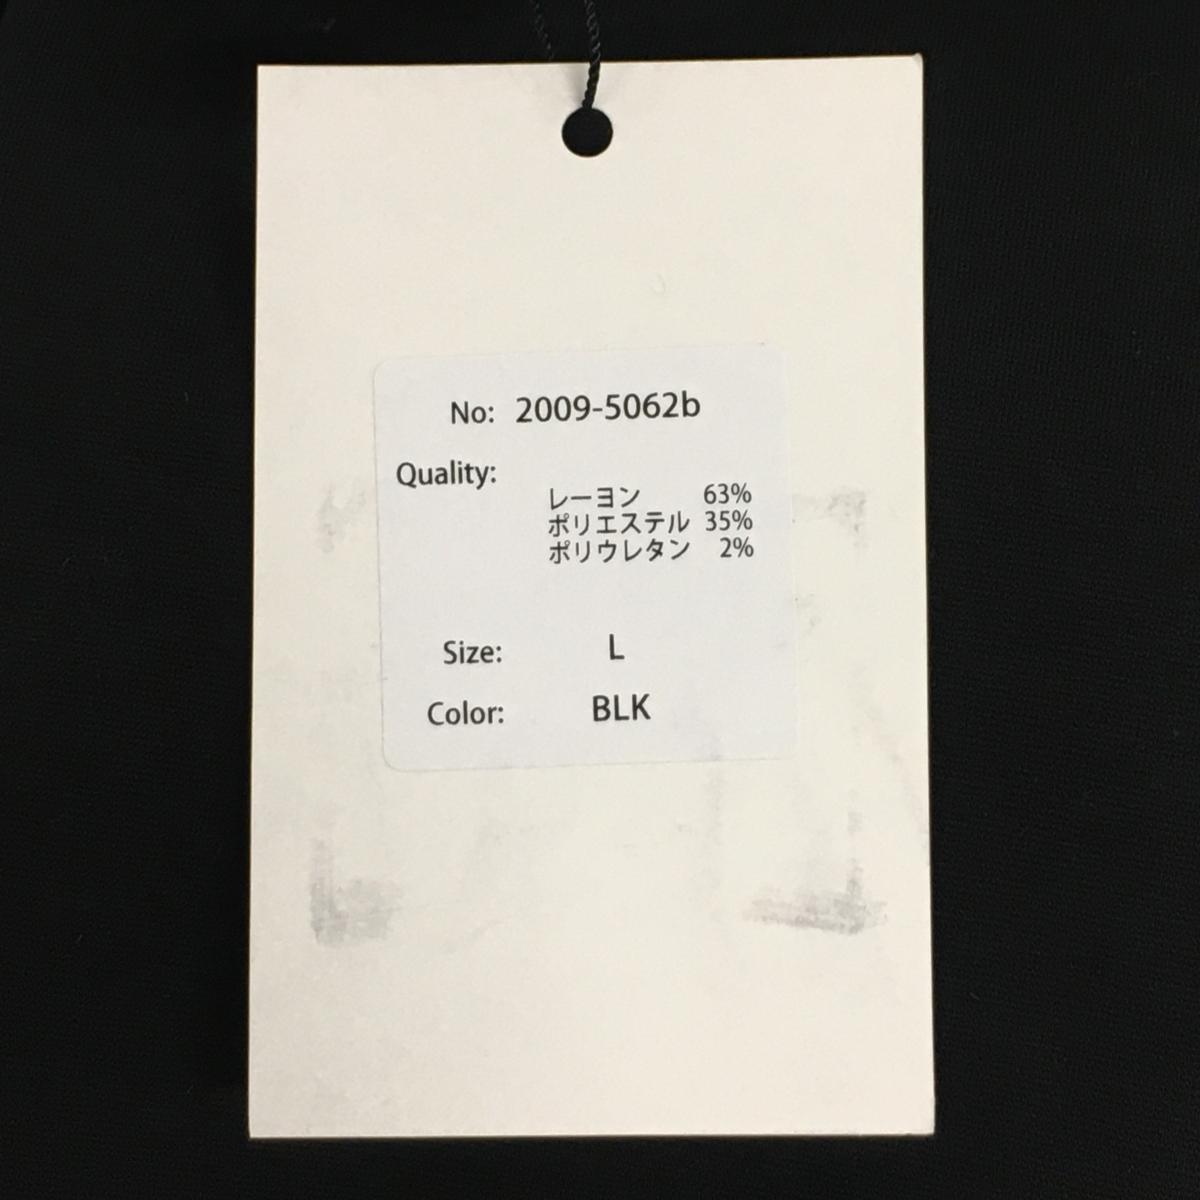 No: 2009-5062b
Quality:
レーヨン 63%
ポリエステル 35%
ポリウレタン 2%
Size: L
Color: BLK